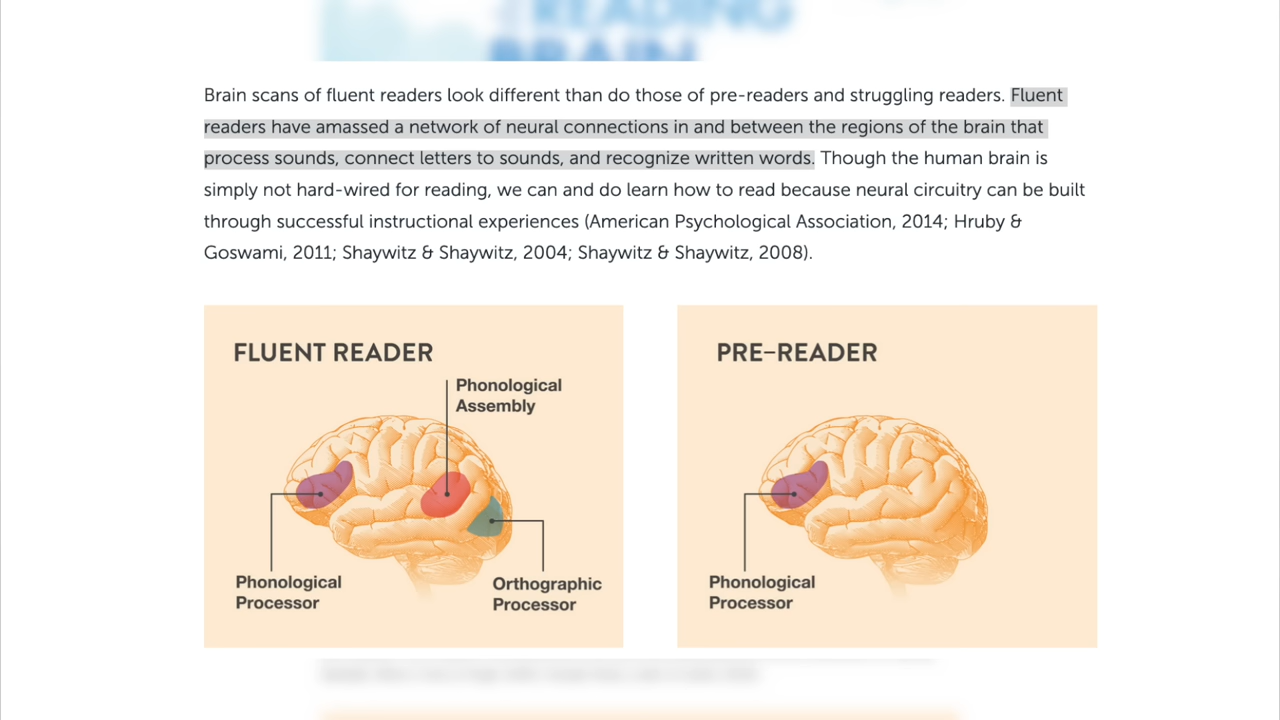 READING
BRAIN
Brain scans of fluent readers look different than do those of pre-readers and struggling readers. Fluent
readers have amassed a network of neural connections in and between the regions of the brain that
process sounds, connect letters to sounds, and recognize written words. Though the human brain is
simply not hard-wired for reading, we can and do learn how to read because neural circuitry can be built
through successful instructional experiences (American Psychological Association, 2014; Hruby &
Goswami, 2011; Shaywitz & Shaywitz, 2004; Shaywitz & Shaywitz, 2008).
FLUENT READER
Phonological
Assembly
Phonological
Processor
Orthographic
Processor
PRE-READER
Phonological
Processor